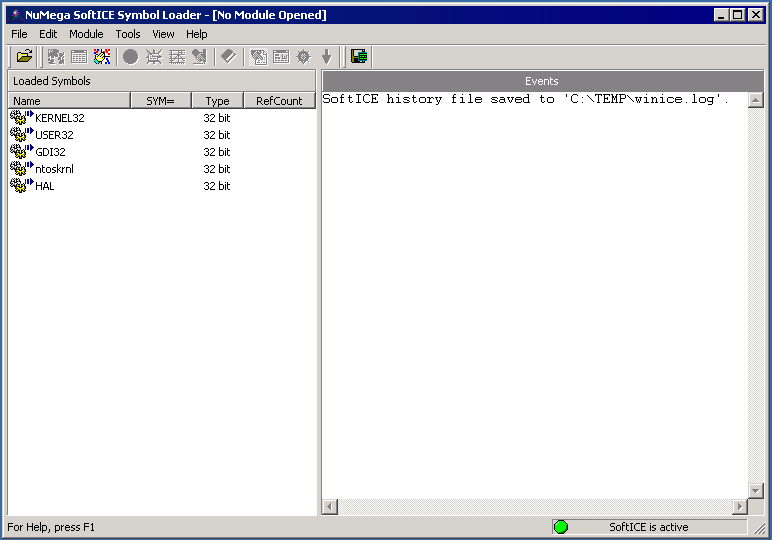 NuMega SoftICE Symbol Loader - [No Module Opened]
File Edit Module Tools View Help
Loaded Symbols
Name SYM= Type RefCount
KERNEL32 32 bit
USER32 32 bit
GDI32 32 bit
ntoskrnl 32 bit
HAL 32 bit
Events
SoftICE history file saved to 'C:\TEMP\winice.log'.
For Help, press F1
SoftICE is active